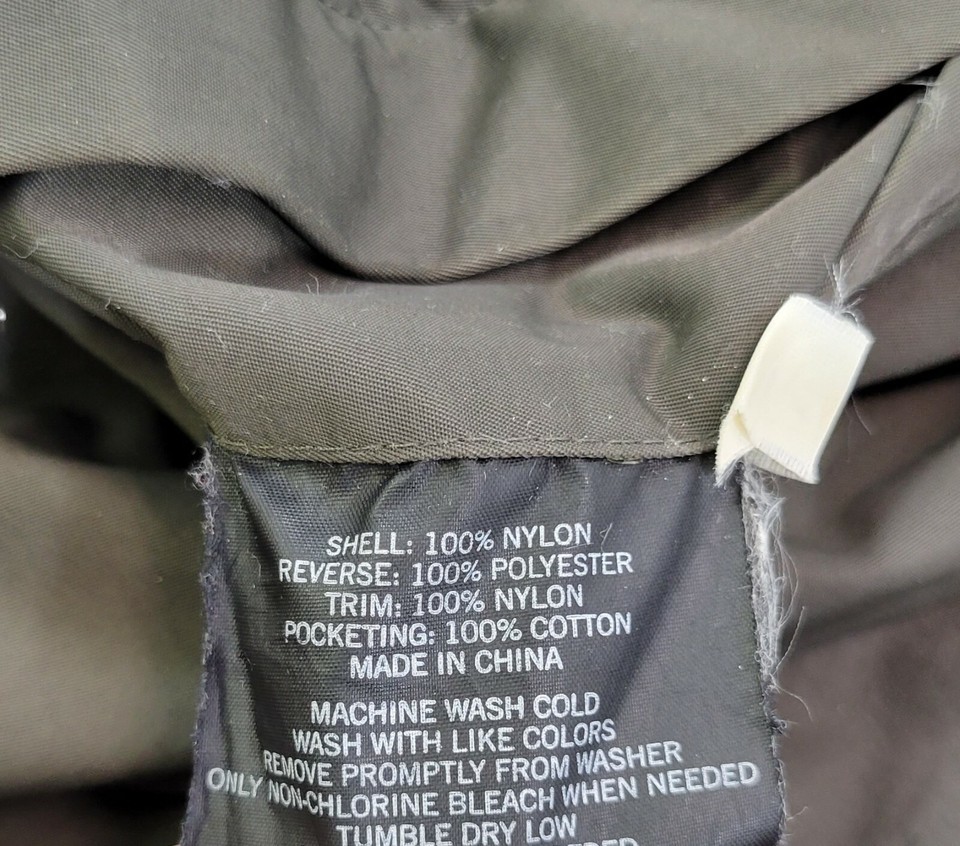 SHELL: 100% NYLON
REVERSE: 100% POLYESTER
TRIM: 100% NYLON
POCKETING: 100% COTTON
MADE IN CHINA
MACHINE WASH COLD
WASH WITH LIKE COLORS
REMOVE PROMPTLY FROM WASHER
ONLY NON-CHLORINE BLEACH WHEN NEEDED
TUMBLE DRY LOW